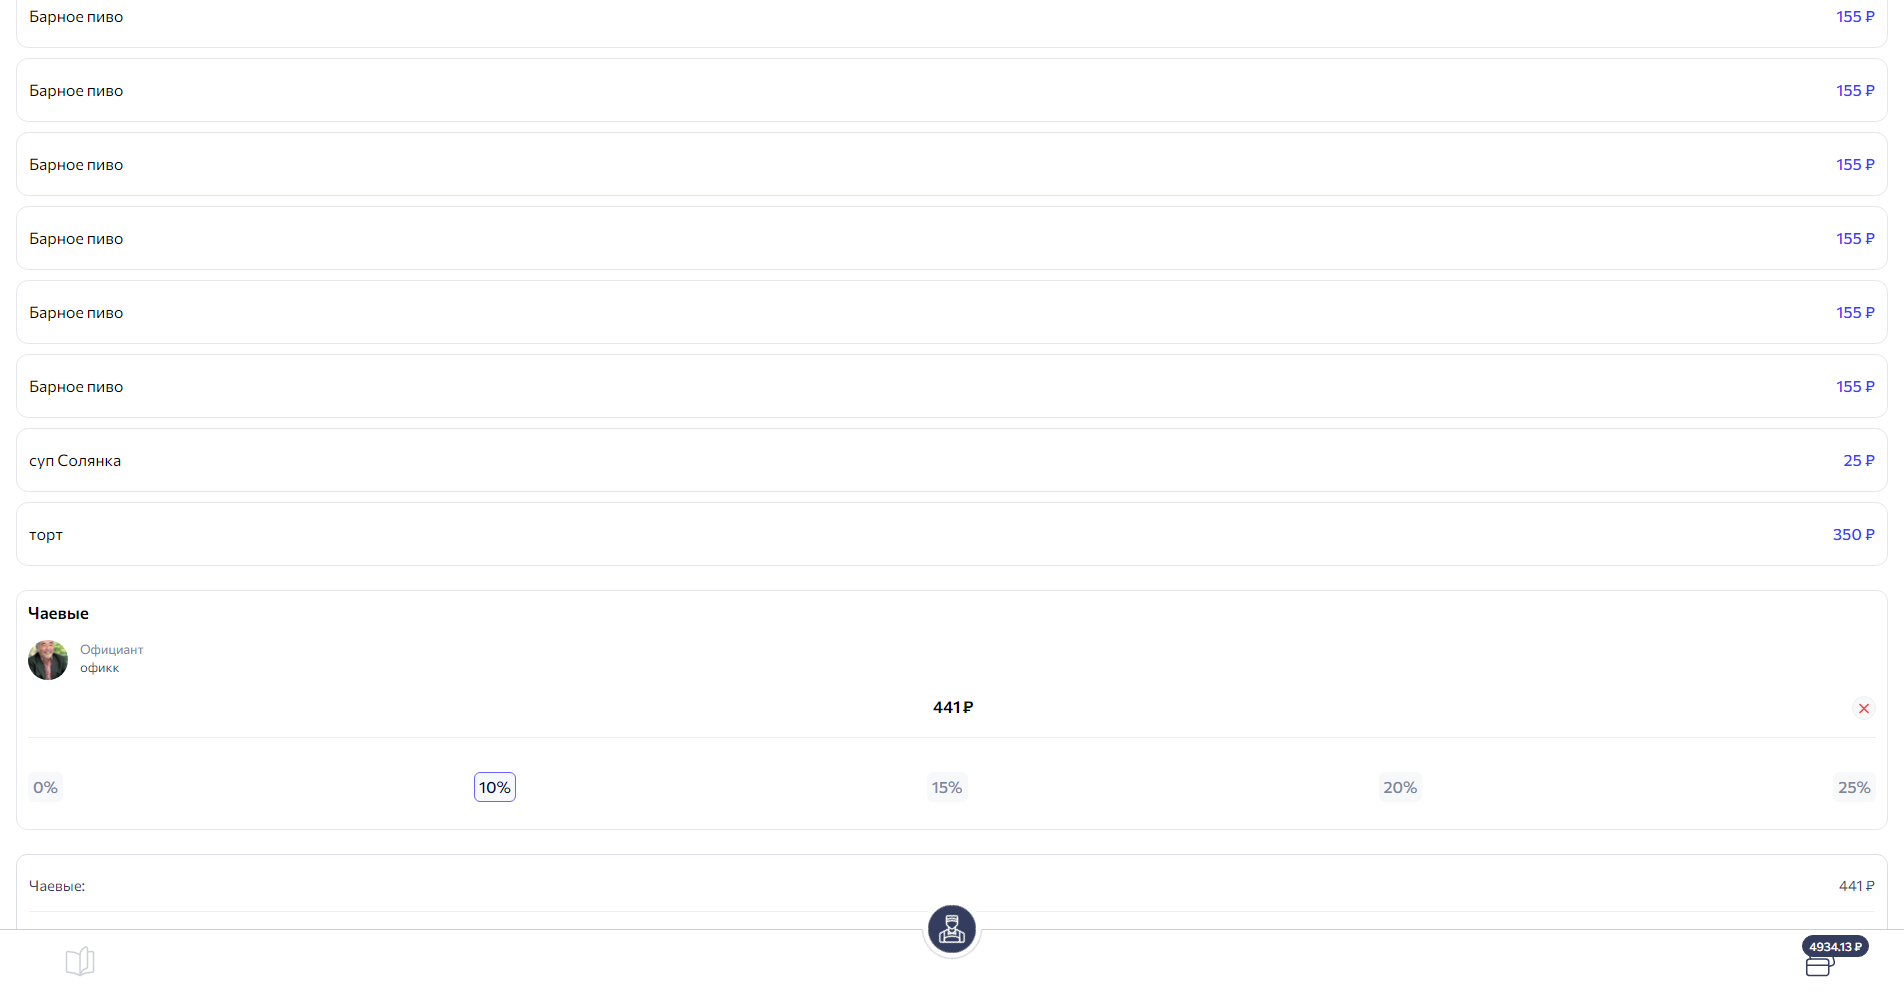 Барное пиво 155 ₽
Барное пиво 155 ₽
Барное пиво 155 ₽
Барное пиво 155 ₽
Барное пиво 155 ₽
Барное пиво 155 ₽
суп Солянка 25 ₽
торт 350 ₽
Чаевые
Официант
офикк
441 ₽
0% 10% 15% 20% 25%
Чаевые: 441 ₽
4934.13 ₽